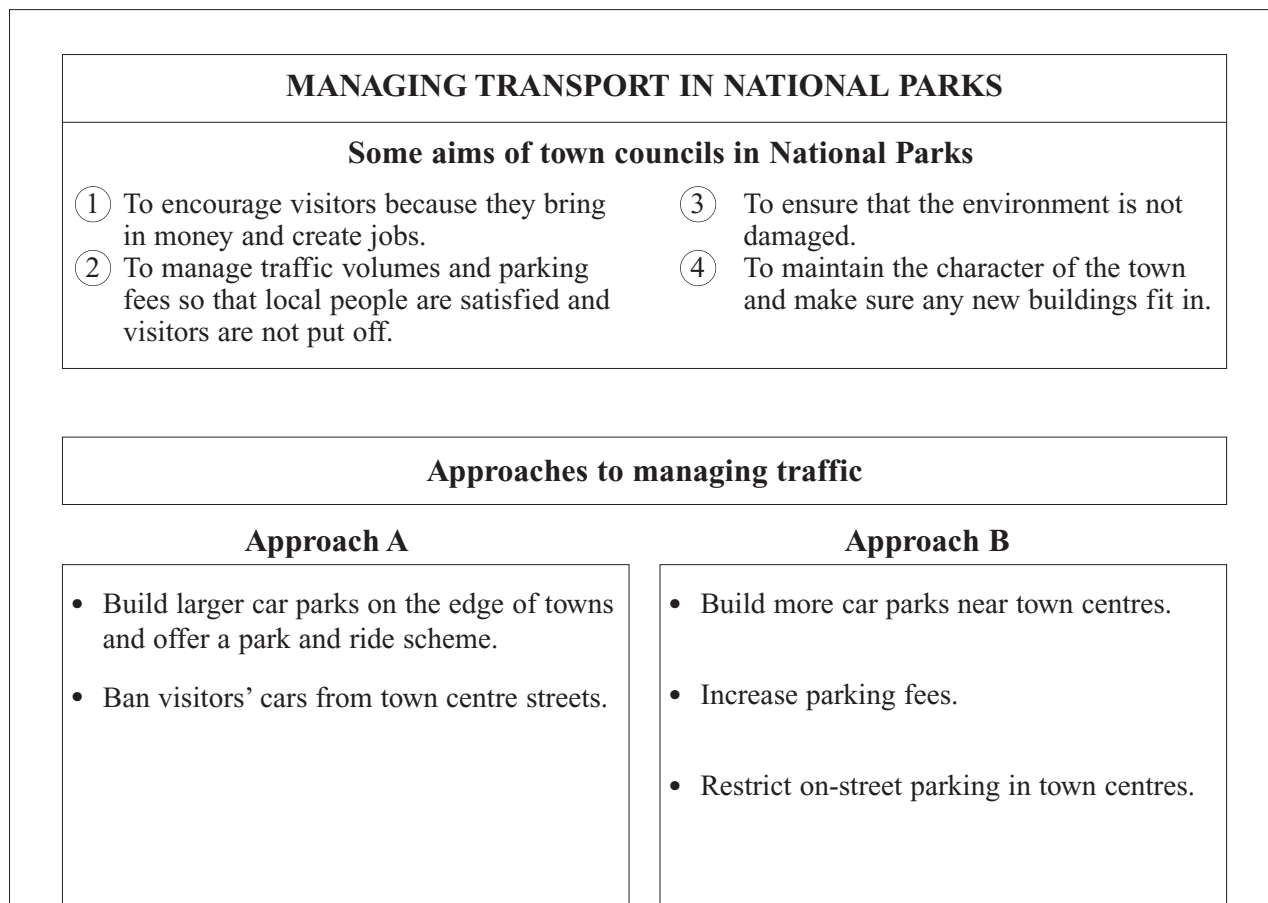 MANAGING TRANSPORT IN NATIONAL PARKS
Some aims of town councils in National Parks
1 To encourage visitors because they bring
in money and create jobs.
2 To manage traffic volumes and parking
fees so that local people are satisfied and
visitors are not put off.
3 To ensure that the environment is not
damaged.
4 To maintain the character of the town
and make sure any new buildings fit in.
Approaches to managing traffic
Approach A
• Build larger car parks on the edge of towns
and offer a park and ride scheme.
• Ban visitors’ cars from town centre streets.
Approach B
• Build more car parks near town centres.
• Increase parking fees.
• Restrict on-street parking in town centres.